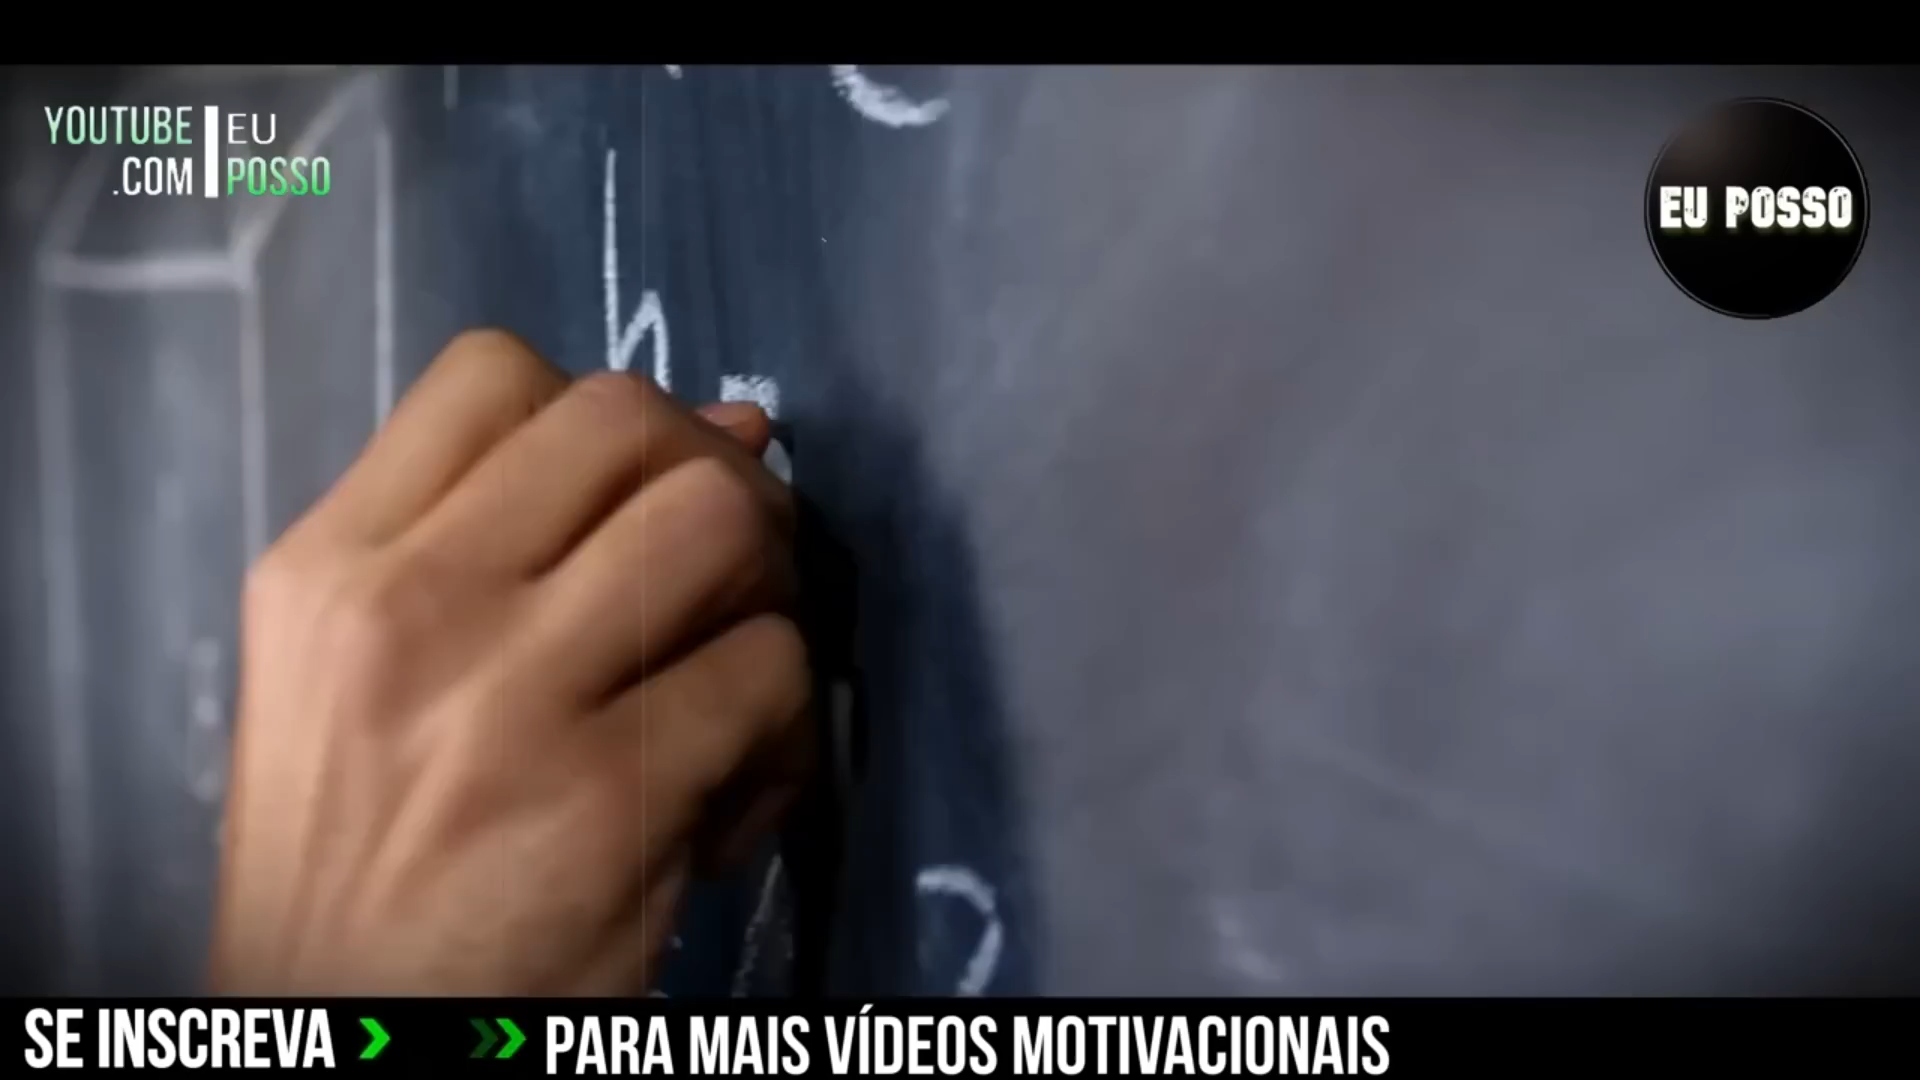 YOUTUBE
.COM
EU
POSSO
EU POSSO
h
SE INSCREVA
PARA MAIS VÍDEOS MOTIVACIONAIS